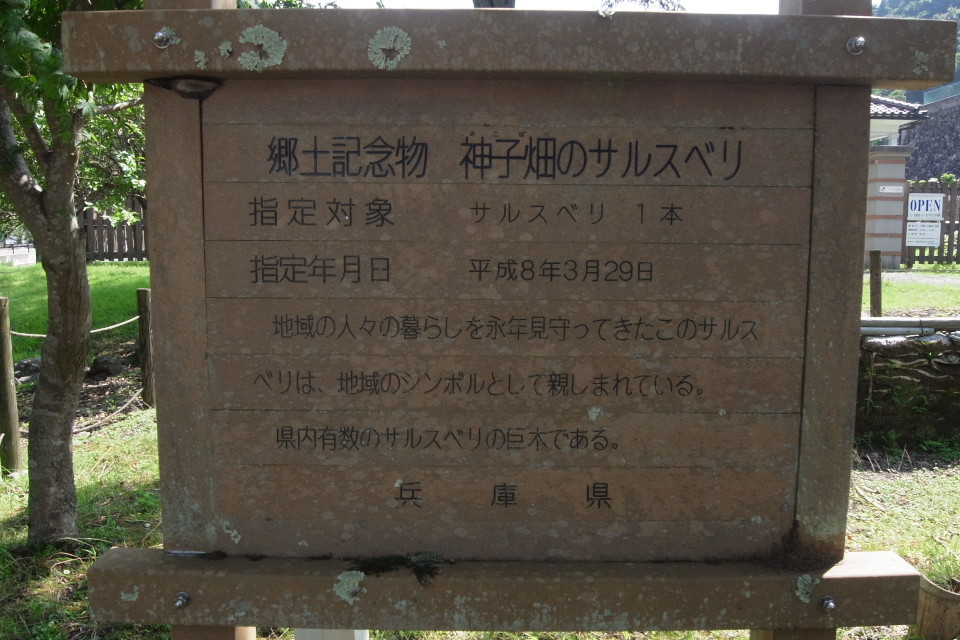 郷土記念物 神子畑のサルスベリ
指定対象 サルスベリ 1本
指定年月日 平成8年3月29日
地域の人々の暮らしを永年見守ってきたこのサルス
ベリは、地域のシンボルとして親しまれている。
県内有数のサルスベリの巨木である。
兵庫県
OPEN